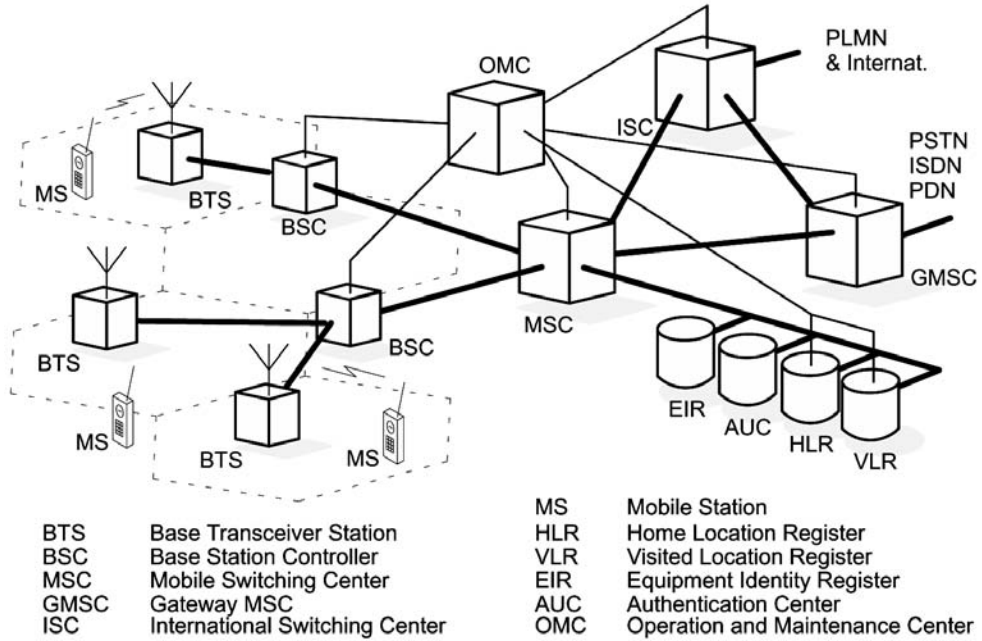 OMC
PLMN
& Internat.
ISC
PSTN
ISDN
PDN
MS
BTS
BSC
GMSC
MSC
BTS
BSC
EIR
AUC
HLR
VLR
MS
BTS
MS
BTS Base Transceiver Station
BSC Base Station Controller
MSC Mobile Switching Center
GMSC Gateway MSC
ISC International Switching Center
MS Mobile Station
HLR Home Location Register
VLR Visited Location Register
EIR Equipment Identity Register
AUC Authentication Center
OMC Operation and Maintenance Center